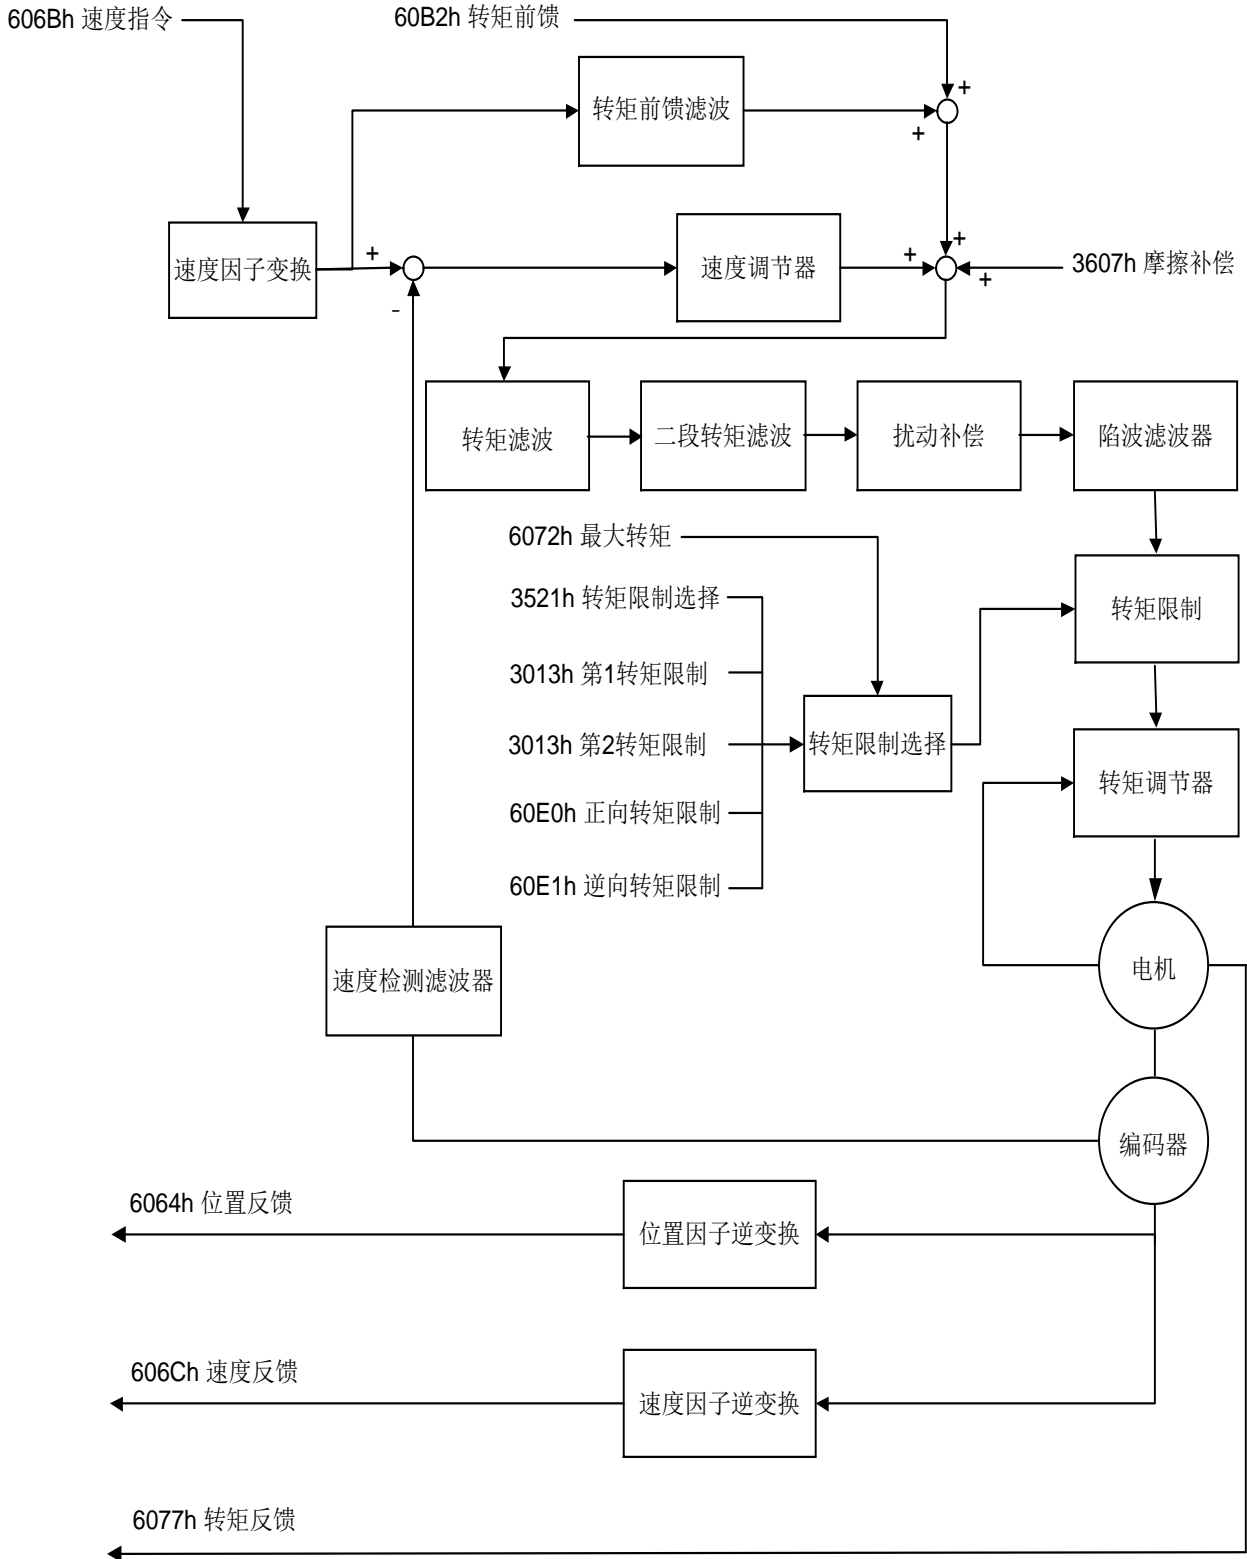 606Bh 速度指令
60B2h 转矩前馈
转矩前馈滤波
+
+
速度因子变换
+
-
速度调节器
+
+
+
3607h 摩擦补偿
转矩滤波
二段转矩滤波
扰动补偿
陷波滤波器
6072h 最大转矩
3521h 转矩限制选择
转矩限制
3013h 第1转矩限制
3013h 第2转矩限制
转矩限制选择
转矩调节器
60E0h 正向转矩限制
60E1h 逆向转矩限制
速度检测滤波器
电机
编码器
6064h 位置反馈
位置因子逆变换
606Ch 速度反馈
速度因子逆变换
6077h 转矩反馈